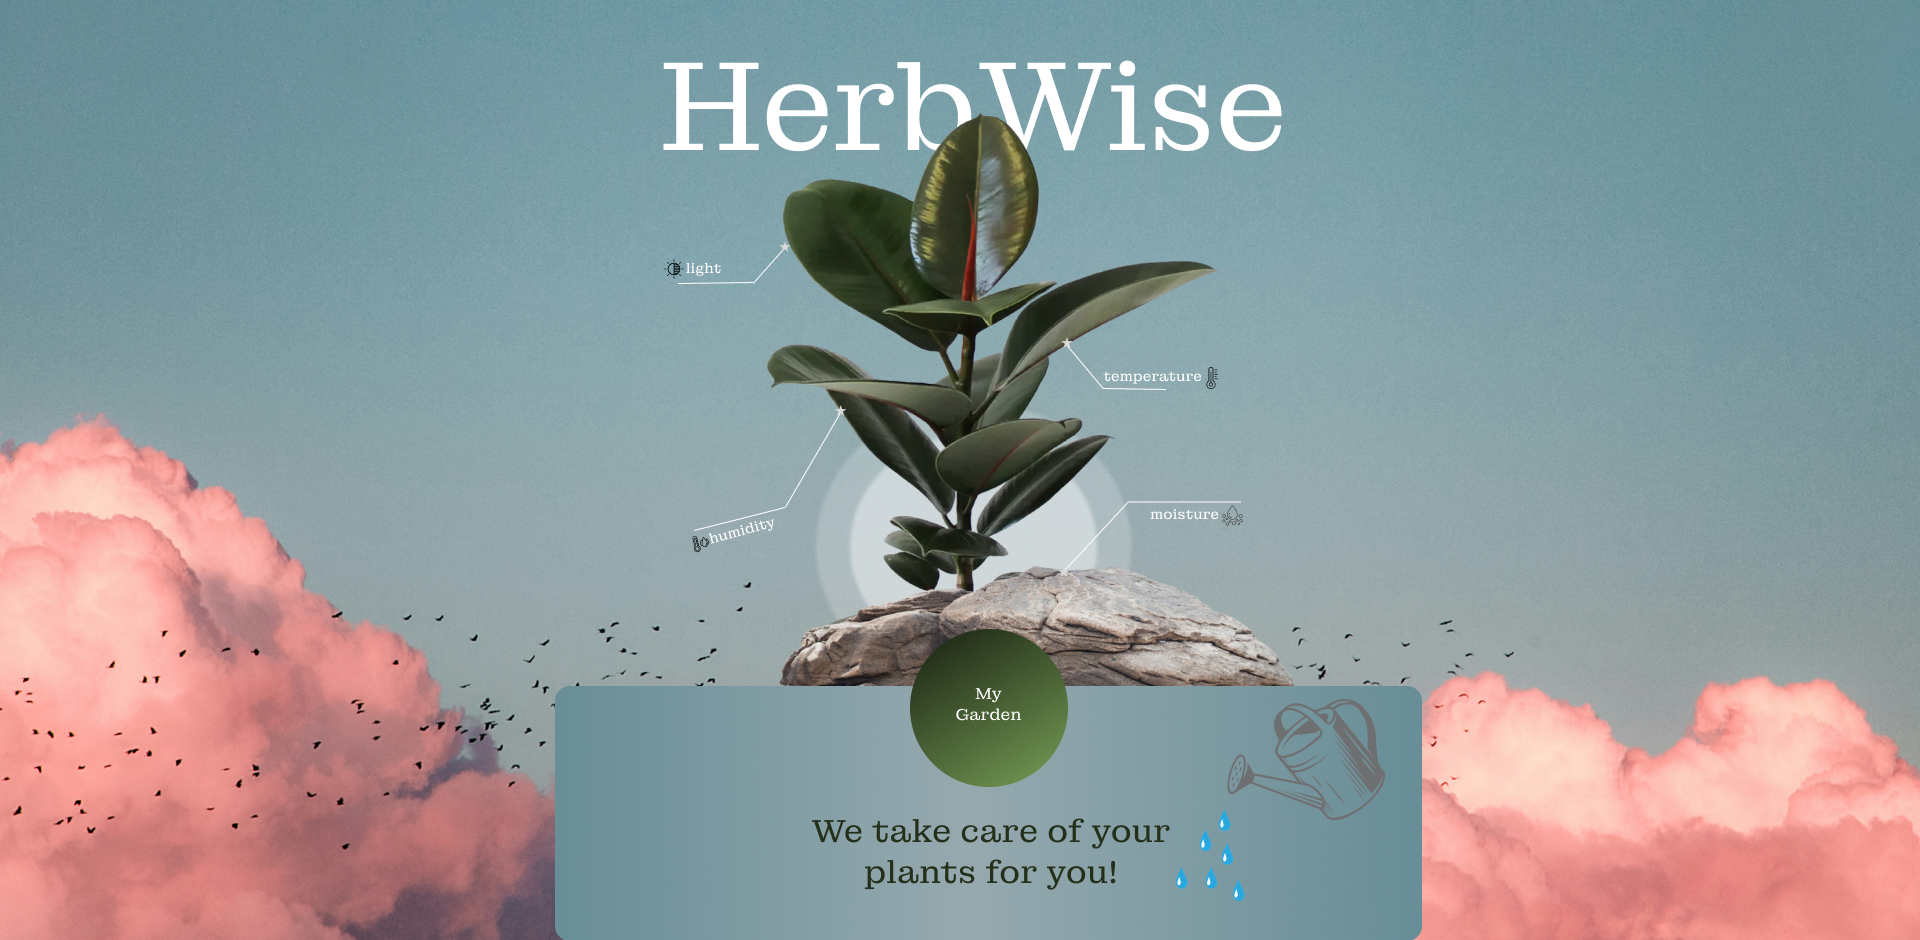 HerbWise
light
temperature
humidity
moisture
My
Garden
We take care of your
plants for you!